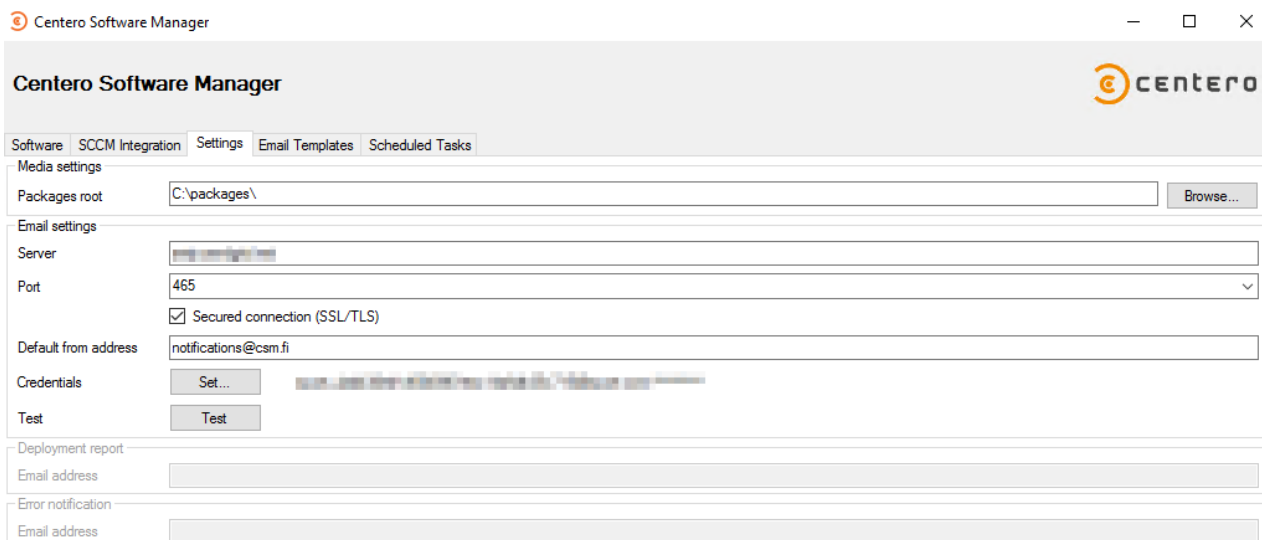 Centero Software Manager
Centero Software Manager
centero
Software SCCM Integration Settings Email Templates Scheduled Tasks
Media settings
Packages root C:\packages\ Browse...
Email settings
Server
Port 465
Secured connection (SSL/TLS)
Default from address notifications@csm.fi
Credentials Set...
Test Test
Deployment report
Email address
Error notification
Email address